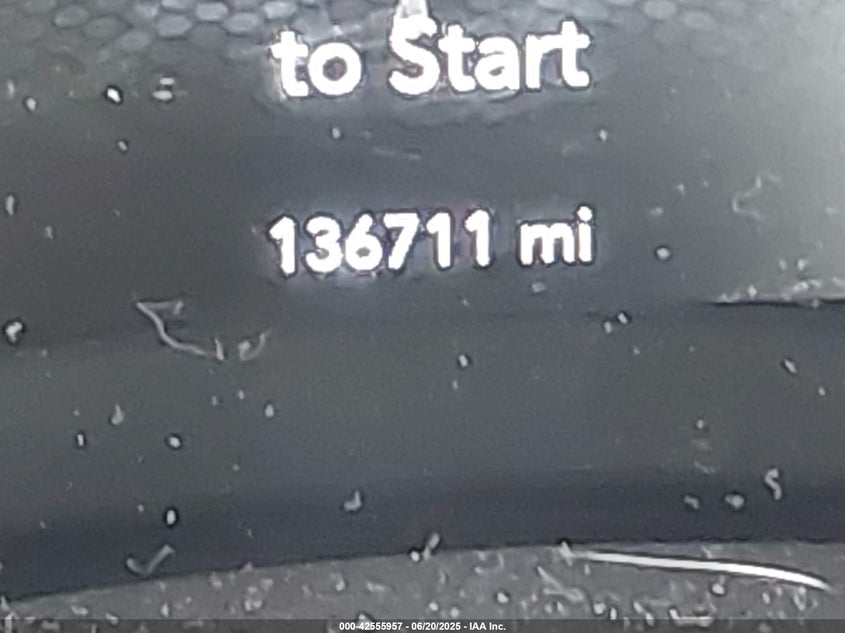 to Start
136711 mi
000-42555957 - 06/20/2025 - IAA Inc.